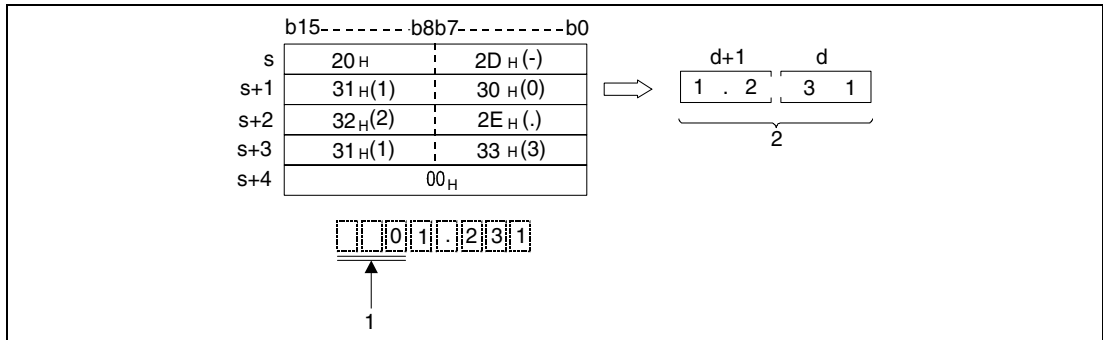 b15-------b8b7---------b0
s 20H 2DH(-)
s+1 31H(1) 30H(0)
s+2 32H(2) 2EH(.)
s+3 31H(1) 33H(3)
s+4 00H
d+1 d
1 . 2 3 1
2
0 1 . 2 3 1
1